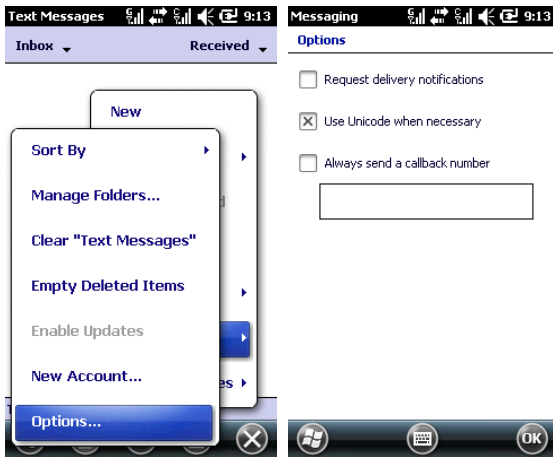 Text Messages 9:13
Inbox Received
New
Sort By
Manage Folders...
Clear "Text Messages"
Empty Deleted Items
Enable Updates
New Account...
Options...
Messaging 9:13
Options
Request delivery notifications
Use Unicode when necessary
Always send a callback number
OK